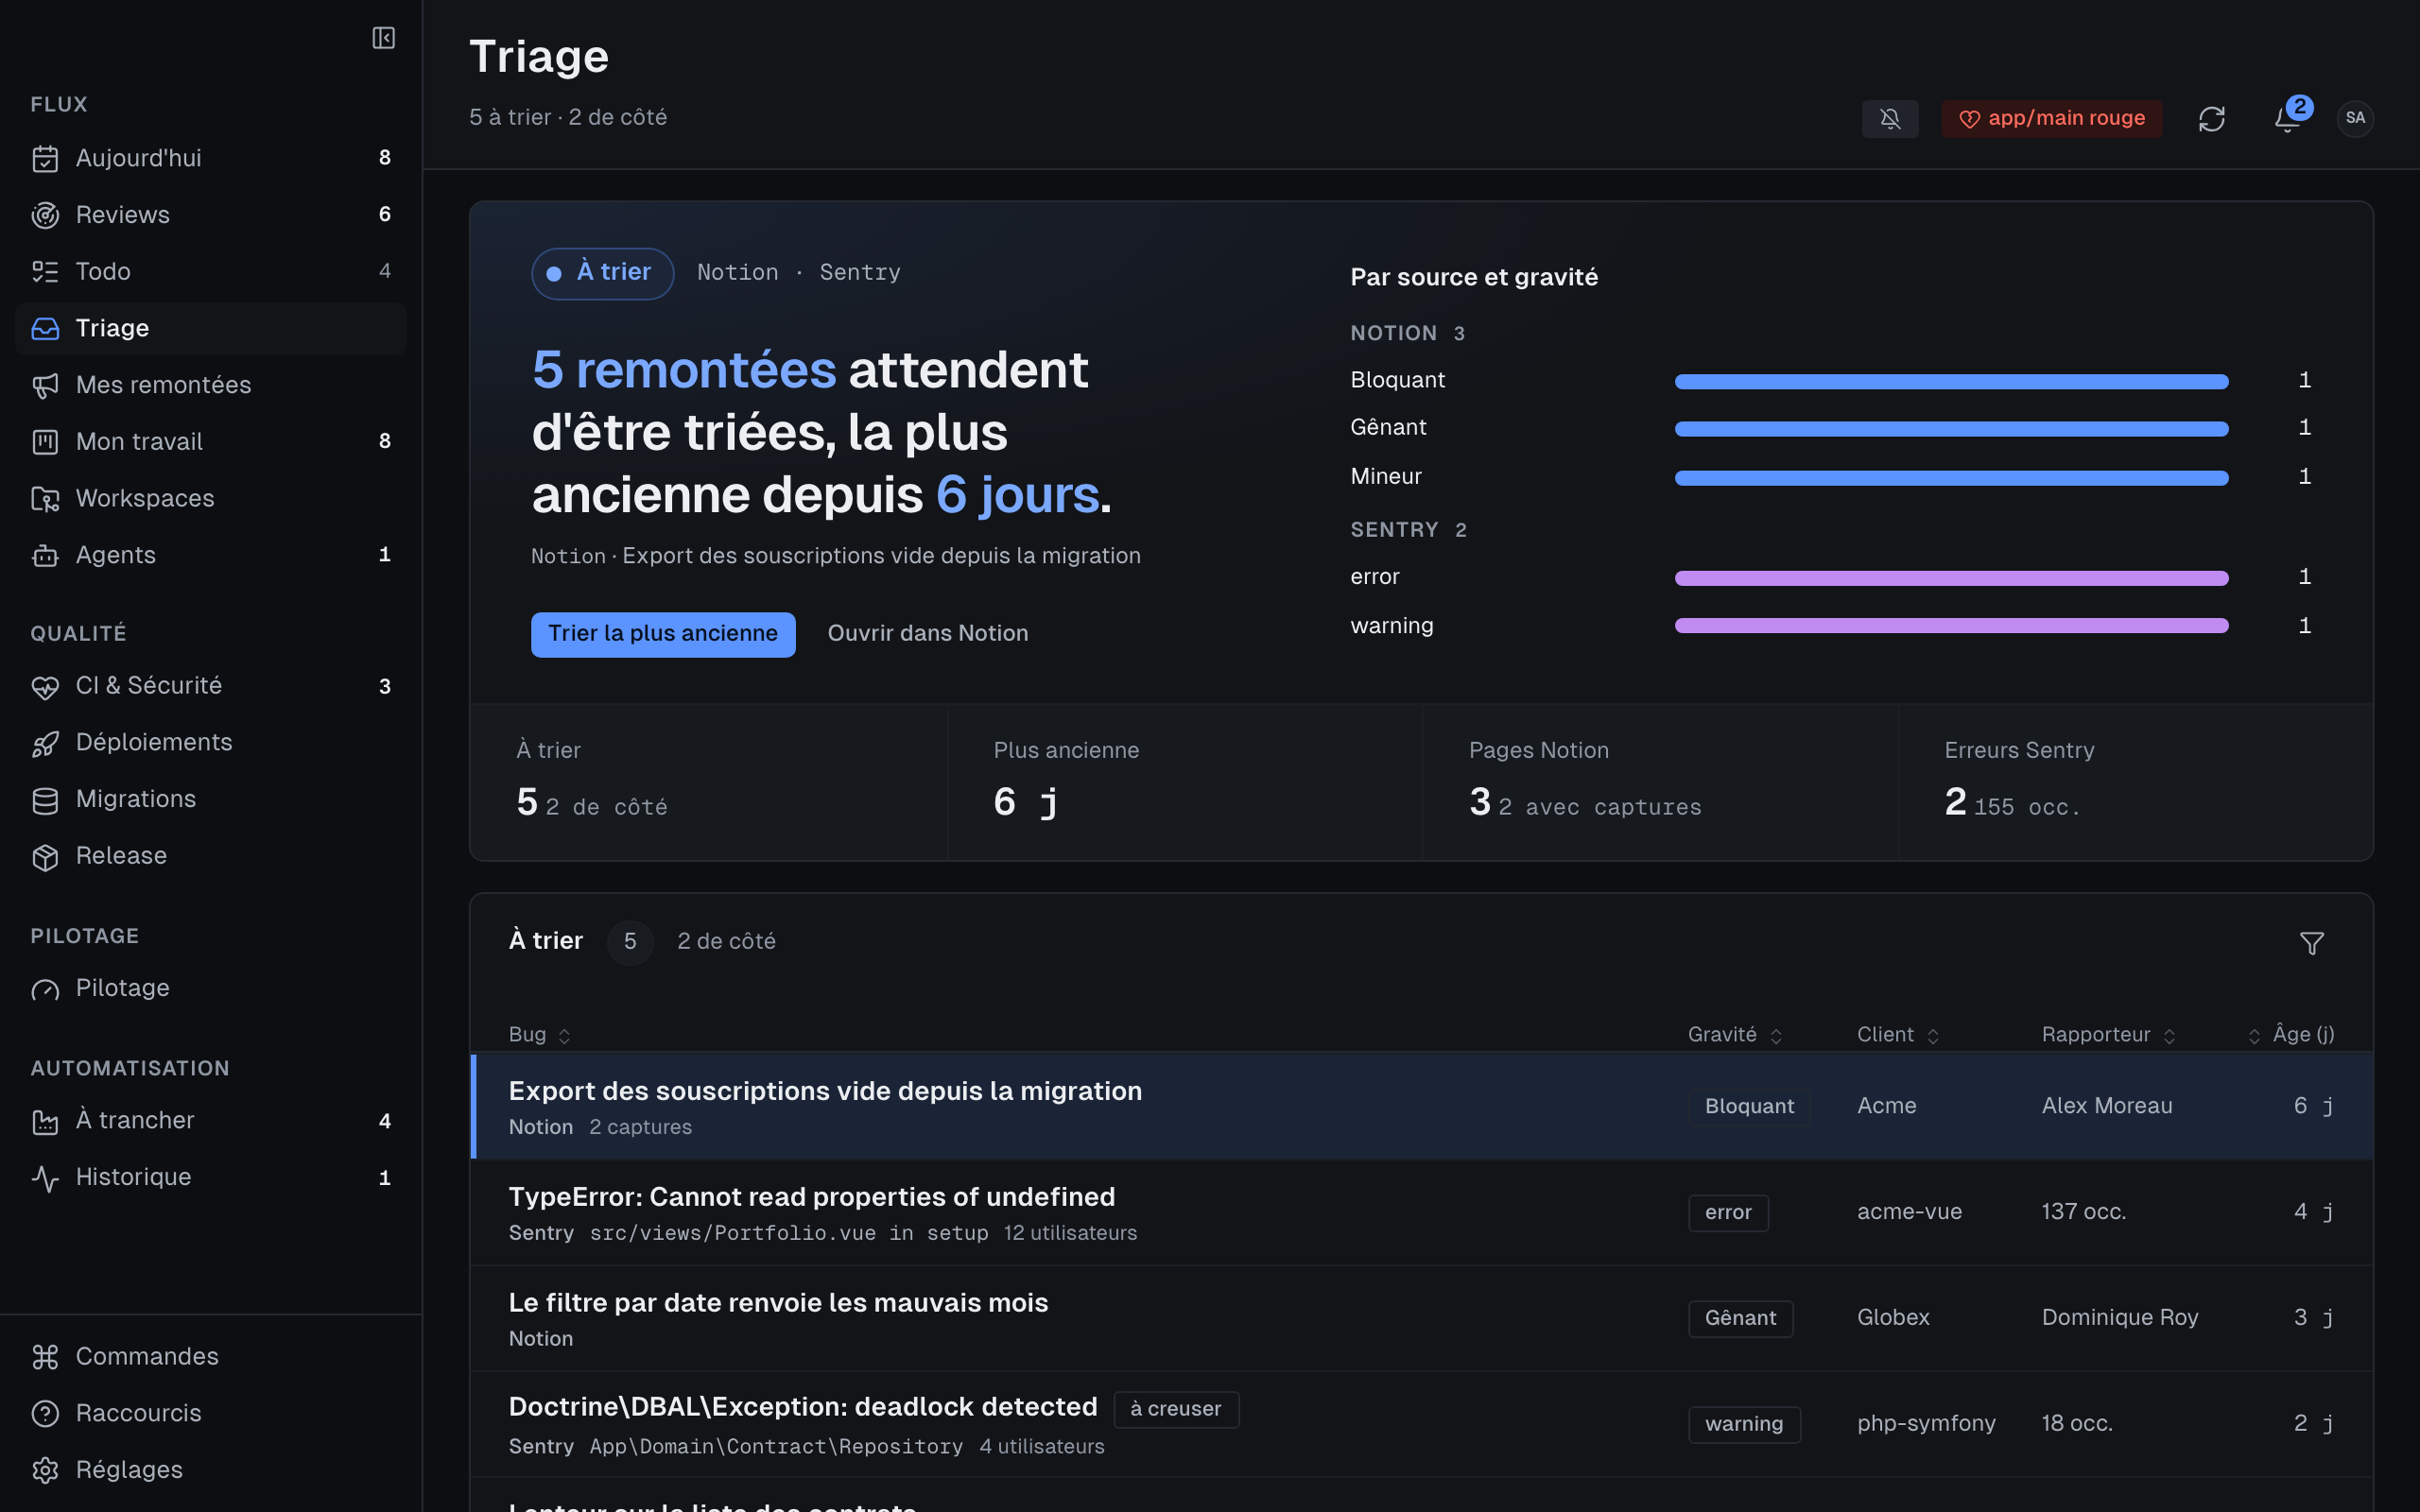 FLUX
Aujourd'hui 8
Reviews 6
Todo 4
Triage
Mes remontées
Mon travail 8
Workspaces
Agents 1
QUALITÉ
CI & Sécurité 3
Déploiements
Migrations
Release
PILOTAGE
Pilotage
AUTOMATISATION
À trancher 4
Historique 1
Commandes
Raccourcis
Réglages
Triage
5 à trier · 2 de côté
app/main rouge
2
SA
À trier Notion · Sentry
5 remontées attendent
d'être triées, la plus
ancienne depuis 6 jours.
Notion · Export des souscriptions vide depuis la migration
Trier la plus ancienne Ouvrir dans Notion
Par source et gravité
NOTION 3
Bloquant 1
Gênant 1
Mineur 1
SENTRY 2
error 1
warning 1
À trier
5 2 de côté
Plus ancienne
6 j
Pages Notion
3 2 avec captures
Erreurs Sentry
2 155 occ.
À trier 5 2 de côté
Bug Gravité Client Rapporteur Âge (j)
Export des souscriptions vide depuis la migration
Notion 2 captures
Bloquant Acme Alex Moreau 6 j
TypeError: Cannot read properties of undefined
Sentry src/views/Portfolio.vue in setup 12 utilisateurs
error acme-vue 137 occ. 4 j
Le filtre par date renvoie les mauvais mois
Notion
Gênant Globex Dominique Roy 3 j
Doctrine\DBAL\Exception: deadlock detected à creuser
Sentry App\Domain\Contract\Repository 4 utilisateurs
warning php-symfony 18 occ. 2 j
Lenteur sur la liste des contrats